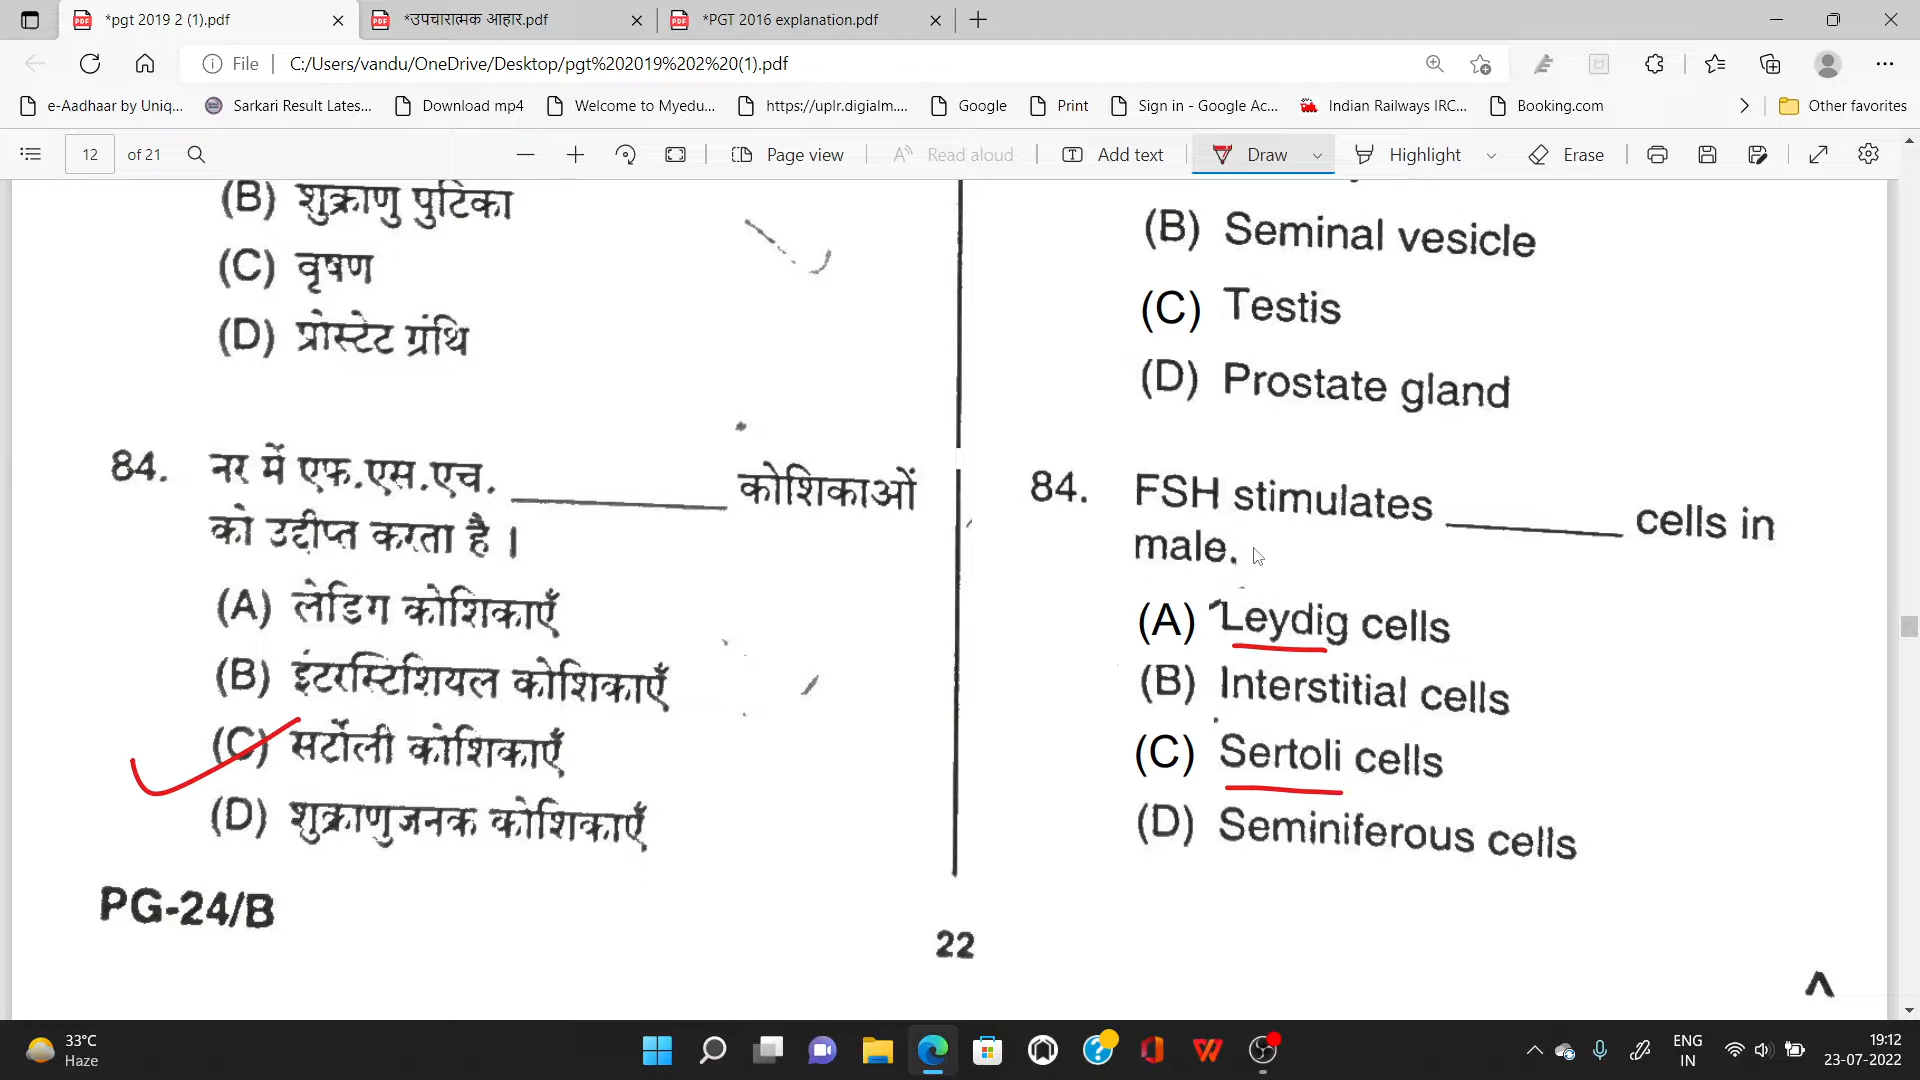 *pgt 2019 2 (1).pdf
*उपचारात्मक आहार.pdf
*PGT 2016 explanation.pdf
File
C:/Users/vandu/OneDrive/Desktop/pgt%202019%202%20(1).pdf
e-Aadhaar by Uniq...
Sarkari Result Lates...
Download mp4
Welcome to Myedu...
https://uplr.digialm....
Google
Print
Sign in - Google Ac...
Indian Railways IRC...
Booking.com
Other favorites
12 of 21
Page view
Read aloud
Add text
Draw
Highlight
Erase
(B) शुक्राणु पुटिका
(C) वृषण
(D) प्रोस्टेट ग्रंथि
84. नर में एफ.एस.एच. ________ कोशिकाओं
को उद्दीप्त करता है ।
(A) लेडिग कोशिकाएँ
(B) इंटरस्टिशियल कोशिकाएँ
(C) सर्टोली कोशिकाएँ
(D) शुक्राणुजनक कोशिकाएँ
PG-24/B
(B) Seminal vesicle
(C) Testis
(D) Prostate gland
84. FSH stimulates ________ cells in
male.
(A) Leydig cells
(B) Interstitial cells
(C) Sertoli cells
(D) Seminiferous cells
22
33°C
Haze
ENG
IN
19:12
23-07-2022